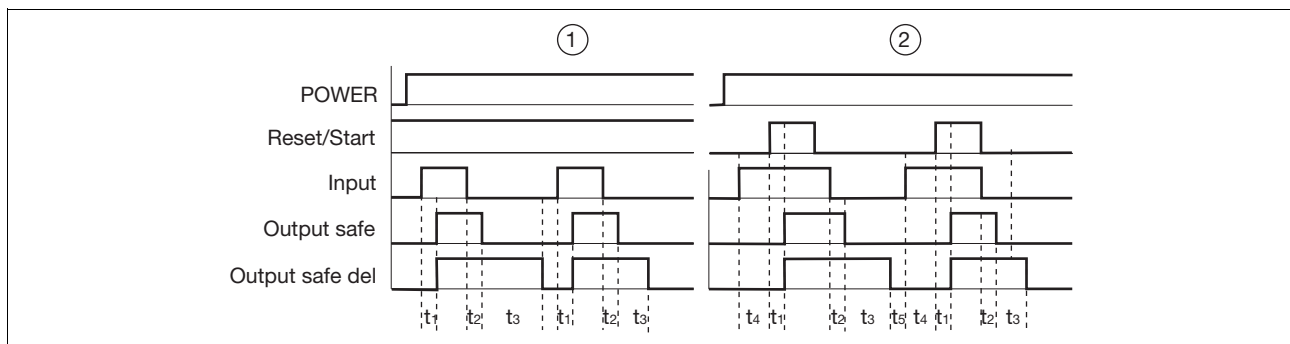 ① ②
POWER
Reset/Start
Input
Output safe
Output safe del
t1 t2 t3 t1 t2 t3 t4 t1 t2 t3 t5 t4 t1 t2 t3